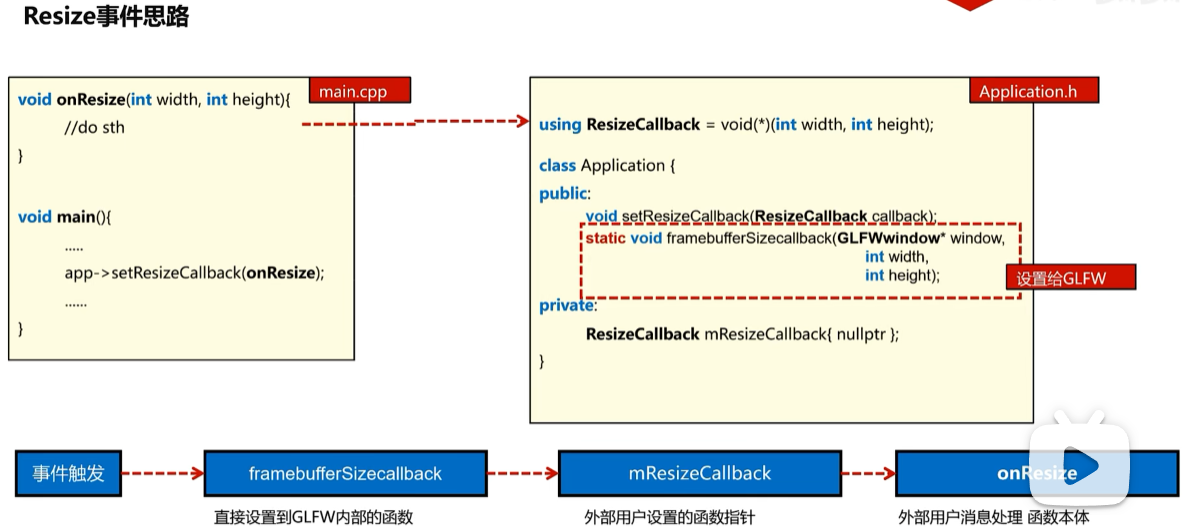 Resize事件思路
main.cpp
void onResize(int width, int height){
//do sth
}
void main(){
.....
app->setResizeCallback(onResize);
......
}
Application.h
using ResizeCallback = void(*)(int width, int height);
class Application {
public:
void setResizeCallback(ResizeCallback callback);
static void framebufferSizecallback(GLFWwindow* window,
int width,
int height);
设置给GLFW
private:
ResizeCallback mResizeCallback{ nullptr };
}
事件触发
framebufferSizecallback
mResizeCallback
onResize
直接设置到GLFW内部的函数
外部用户设置的函数指针
外部用户消息处理 函数本体